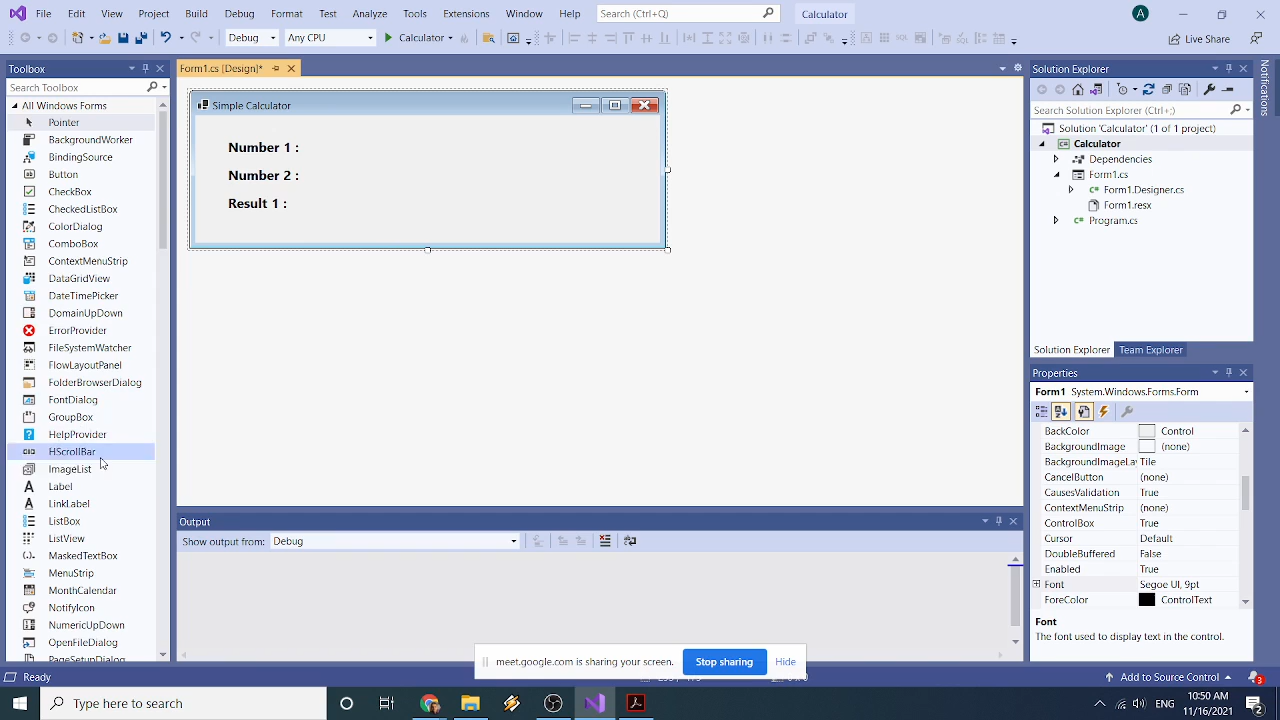 File Edit View Git Project Build Debug Test Analyze Tools Extensions Window Help Search (Ctrl+Q) Calculator A
Debug Any CPU Calculator Live Share
Toolbox
Search Toolbox
All Windows Forms
Pointer
BackgroundWorker
BindingSource
Button
CheckBox
CheckedListBox
ColorDialog
ComboBox
ContextMenuStrip
DataGridView
DateTimePicker
DomainUpDown
ErrorProvider
FileSystemWatcher
FlowLayoutPanel
FolderBrowserDialog
FontDialog
GroupBox
HelpProvider
HScrollBar
ImageList
Label
LinkLabel
ListBox
ListView
MaskedTextBox
MenuStrip
MonthCalendar
NotifyIcon
NumericUpDown
OpenFileDialog
PageSetupDialog
Form1.cs [Design]*
Simple Calculator
Number 1 :
Number 2 :
Result 1 :
Output
Show output from: Debug
meet.google.com is sharing your screen. Stop sharing Hide
Solution Explorer
Search Solution Explorer (Ctrl+;)
Solution 'Calculator' (1 of 1 project)
Calculator
Dependencies
Form1.cs
Form1.Designer.cs
Form1.resx
Program.cs
Solution Explorer Team Explorer
Notifications
Properties
Form1 System.Windows.Forms.Form
BackColor Control
BackgroundImage (none)
BackgroundImageLay Tile
CancelButton (none)
CausesValidation True
ContextMenuStrip (none)
ControlBox True
Cursor Default
DoubleBuffered False
Enabled True
Font Segoe UI, 9pt
ForeColor ControlText
Font
The font used to display text in the control.
Ready Add to Source Control 3
Type here to search
10:50 AM
11/16/2021
2